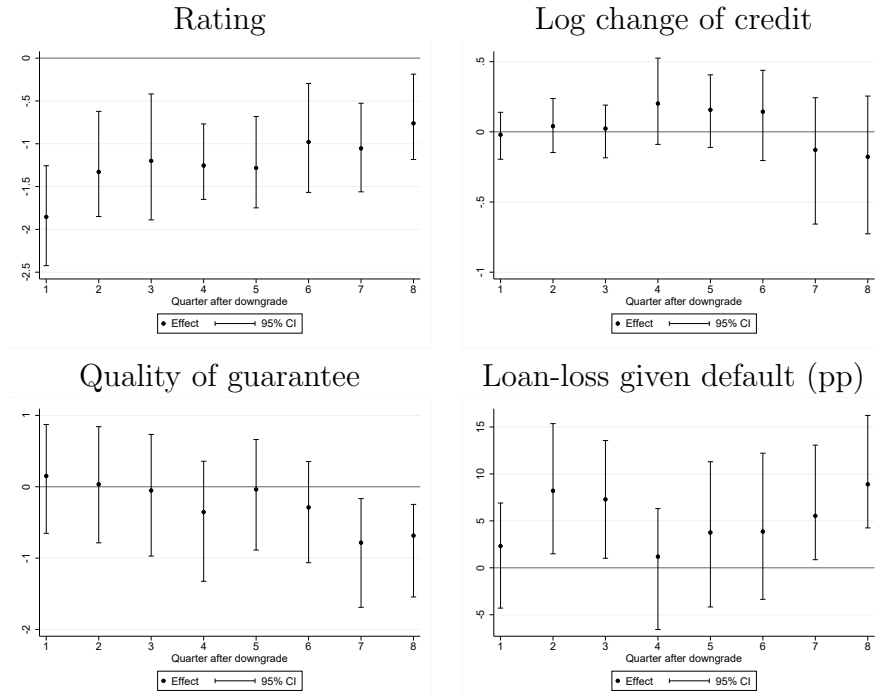 Rating
0
-.5
-1
-1.5
-2
-2.5
1 2 3 4 5 6 7 8
Quarter after downgrade
Effect 95% CI
Log change of credit
.5
0
-.5
-1
1 2 3 4 5 6 7 8
Quarter after downgrade
Effect 95% CI
Quality of guarantee
1
0
-1
-2
1 2 3 4 5 6 7 8
Quarter after downgrade
Effect 95% CI
Loan-loss given default (pp)
15
10
5
0
-5
1 2 3 4 5 6 7 8
Quarter after downgrade
Effect 95% CI